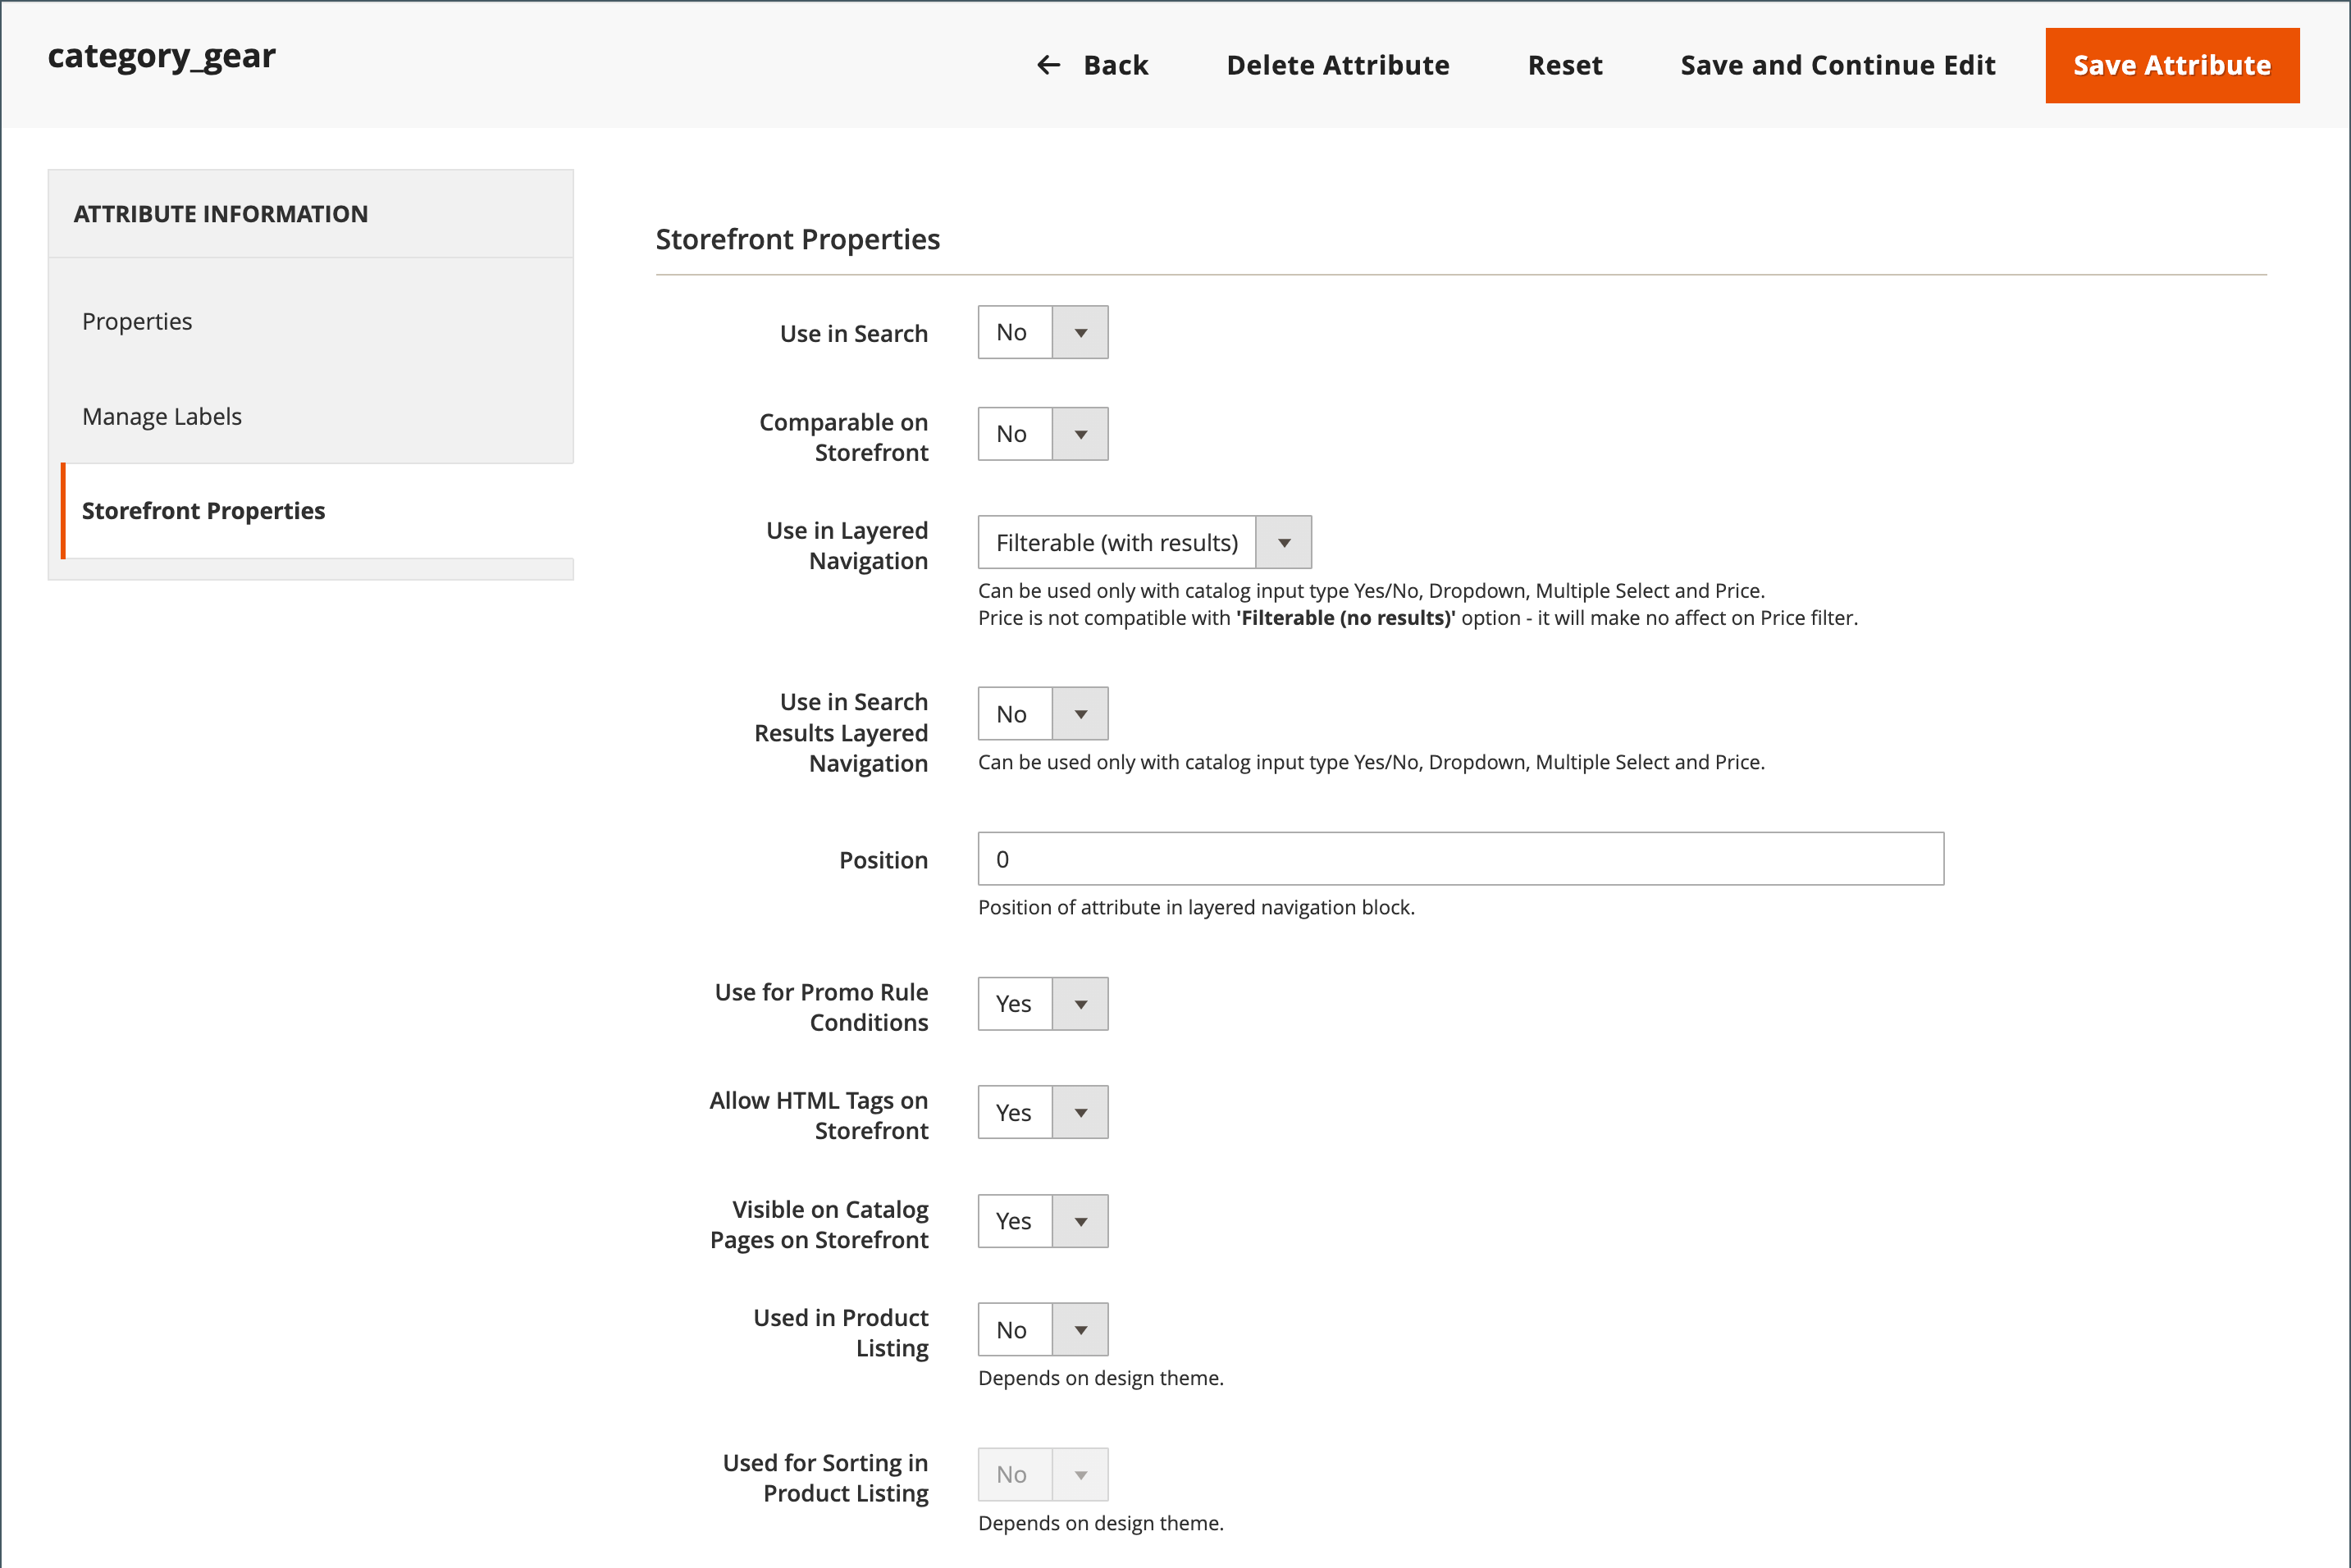 category_gear
← Back
Delete Attribute
Reset
Save and Continue Edit
Save Attribute
ATTRIBUTE INFORMATION
Properties
Manage Labels
Storefront Properties
Storefront Properties
Use in Search
No
Comparable on
Storefront
No
Use in Layered
Navigation
Filterable (with results)
Can be used only with catalog input type Yes/No, Dropdown, Multiple Select and Price.
Price is not compatible with 'Filterable (no results)' option - it will make no affect on Price filter.
Use in Search
Results Layered
Navigation
No
Can be used only with catalog input type Yes/No, Dropdown, Multiple Select and Price.
Position
0
Position of attribute in layered navigation block.
Use for Promo Rule
Conditions
Yes
Allow HTML Tags on
Storefront
Yes
Visible on Catalog
Pages on Storefront
Yes
Used in Product
Listing
No
Depends on design theme.
Used for Sorting in
Product Listing
No
Depends on design theme.